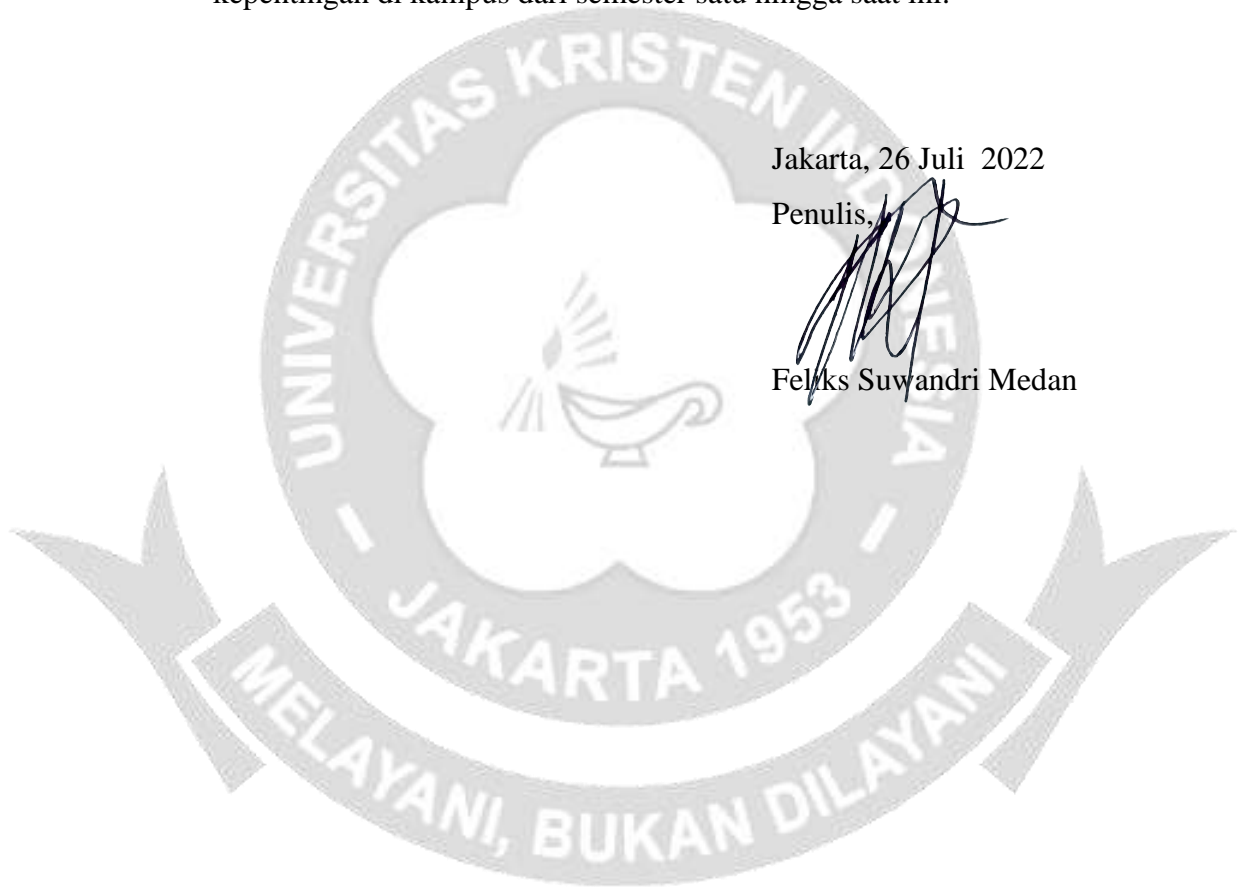 kepentingan di kampus dari semester satu hingga saat ini.
UNIVERSITAS KRISTEN INDONESIA
Jakarta, 26 Juli 2022
Penulis,
Feliks Suwandri Medan
- JAKARTA 1953 -
MELAYANI, BUKAN DILAYANI